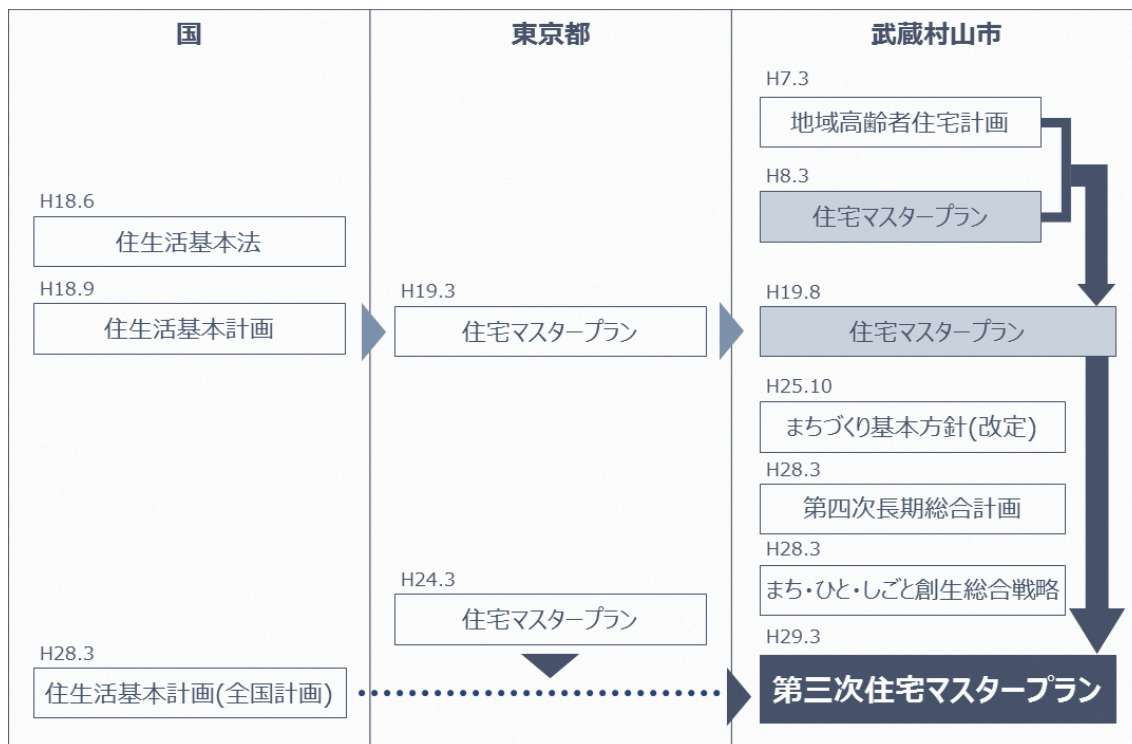 国
東京都
武蔵村山市
H7.3
地域高齢者住宅計画
H8.3
住宅マスタープラン
H18.6
住生活基本法
H18.9
住生活基本計画
H19.3
住宅マスタープラン
H19.8
住宅マスタープラン
H25.10
まちづくり基本方針(改定)
H28.3
第四次長期総合計画
H28.3
まち・ひと・しごと創生総合戦略
H24.3
住宅マスタープラン
H28.3
住生活基本計画(全国計画)
H29.3
第三次住宅マスタープラン